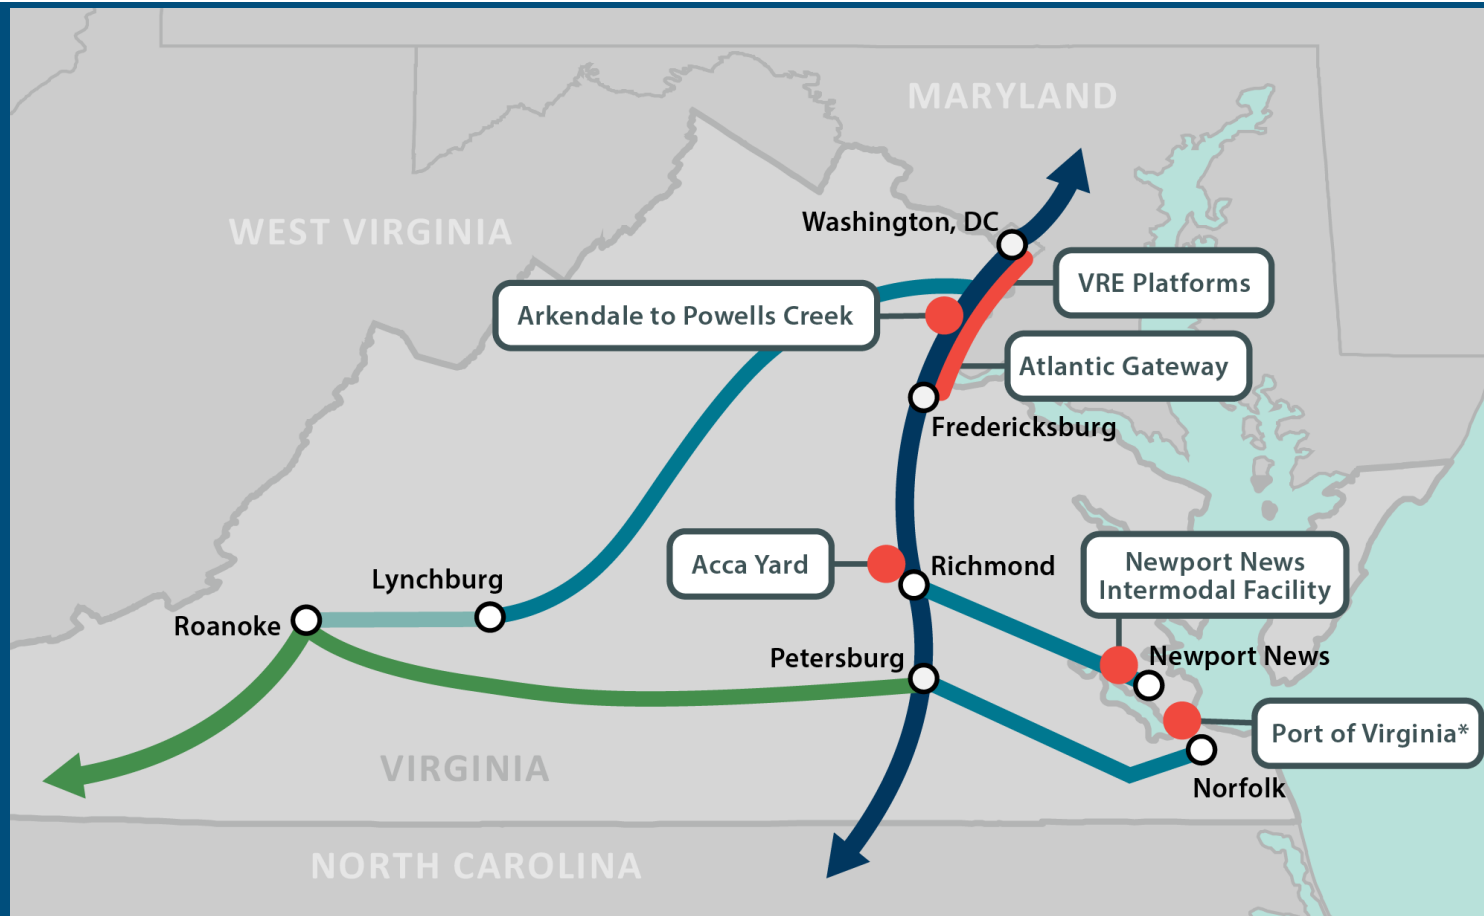 MARYLAND
WEST VIRGINIA
Washington, DC
VRE Platforms
Arkendale to Powells Creek
Atlantic Gateway
Fredericksburg
Acca Yard
Richmond
Newport News
Intermodal Facility
Lynchburg
Roanoke
Petersburg
Newport News
Port of Virginia*
VIRGINIA
Norfolk
NORTH CAROLINA